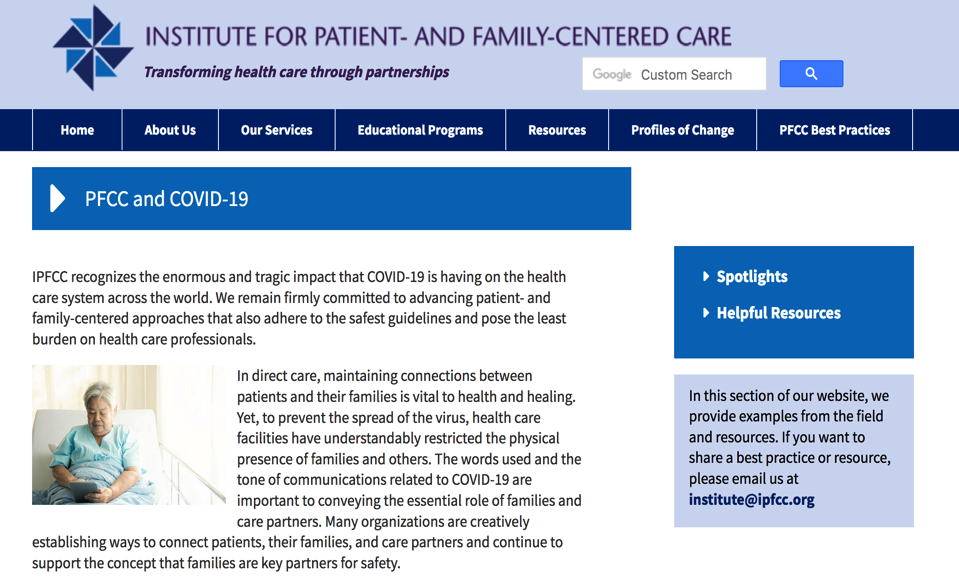 INSTITUTE FOR PATIENT- AND FAMILY-CENTERED CARE
Transforming health care through partnerships
Google Custom Search
Home
About Us
Our Services
Educational Programs
Resources
Profiles of Change
PFCC Best Practices
PFCC and COVID-19
IPFCC recognizes the enormous and tragic impact that COVID-19 is having on the health
care system across the world. We remain firmly committed to advancing patient- and
family-centered approaches that also adhere to the safest guidelines and pose the least
burden on health care professionals.
In direct care, maintaining connections between
patients and their families is vital to health and healing.
Yet, to prevent the spread of the virus, health care
facilities have understandably restricted the physical
presence of families and others. The words used and the
tone of communications related to COVID-19 are
important to conveying the essential role of families and
care partners. Many organizations are creatively
establishing ways to connect patients, their families, and care partners and continue to
support the concept that families are key partners for safety.
Spotlights
Helpful Resources
In this section of our website, we
provide examples from the field
and resources. If you want to
share a best practice or resource,
please email us at
institute@ipfcc.org